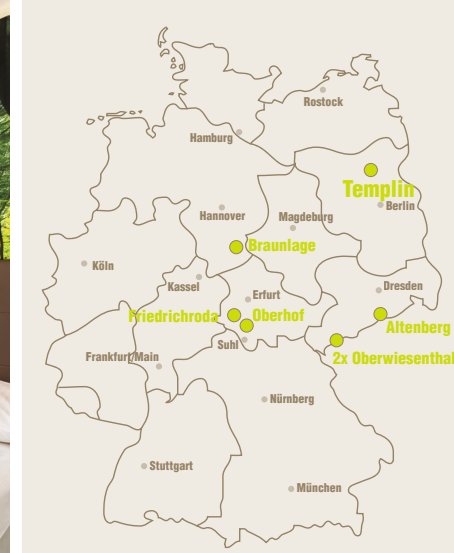 Rostock
Hamburg
Templin
Berlin
Hannover
Magdeburg
Braunlage
Köln
Kassel
Erfurt
Dresden
Friedrichroda
Oberhof
Altenberg
Suhl
Frankfurt/Main
2x Oberwiesenthal
Nürnberg
Stuttgart
München